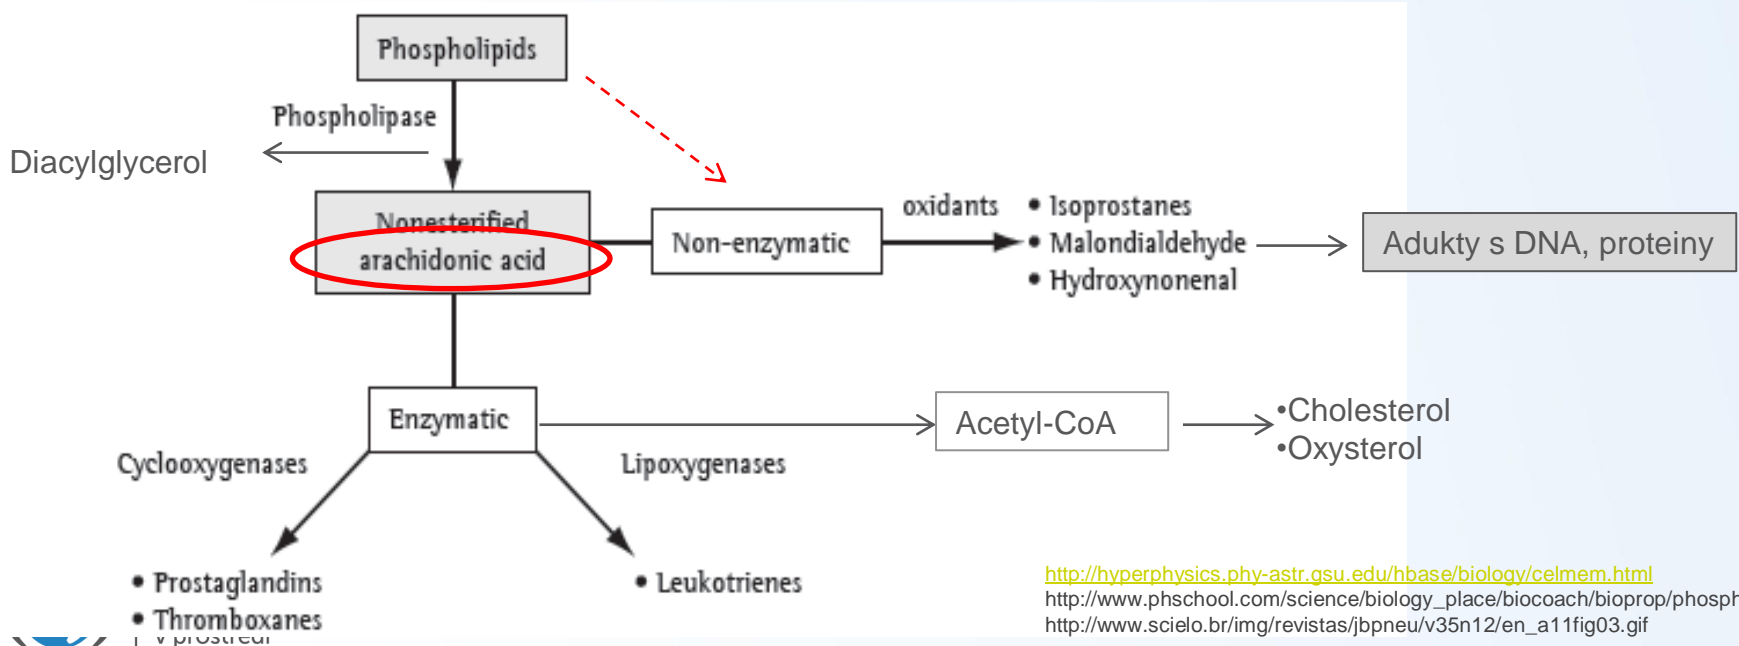 Phospholipids
Phospholipase
Diacylglycerol
Nonesterified
arachidonic acid
Non-enzymatic
oxidants
• Isoprostanes
• Malondialdehyde
• Hydroxynonenal
Adukty s DNA, proteiny
Enzymatic
Acetyl-CoA
•Cholesterol
•Oxysterol
Cyclooxygenases
Lipoxygenases
• Prostaglandins
• Thromboxanes
• Leukotrienes
http://hyperphysics.phy-astr.gsu.edu/hbase/biology/celmem.html
http://www.phschool.com/science/biology_place/biocoach/bioprop/phosph
http://www.scielo.br/img/revistas/jbpneu/v35n12/en_a11fig03.gif
v prostředí